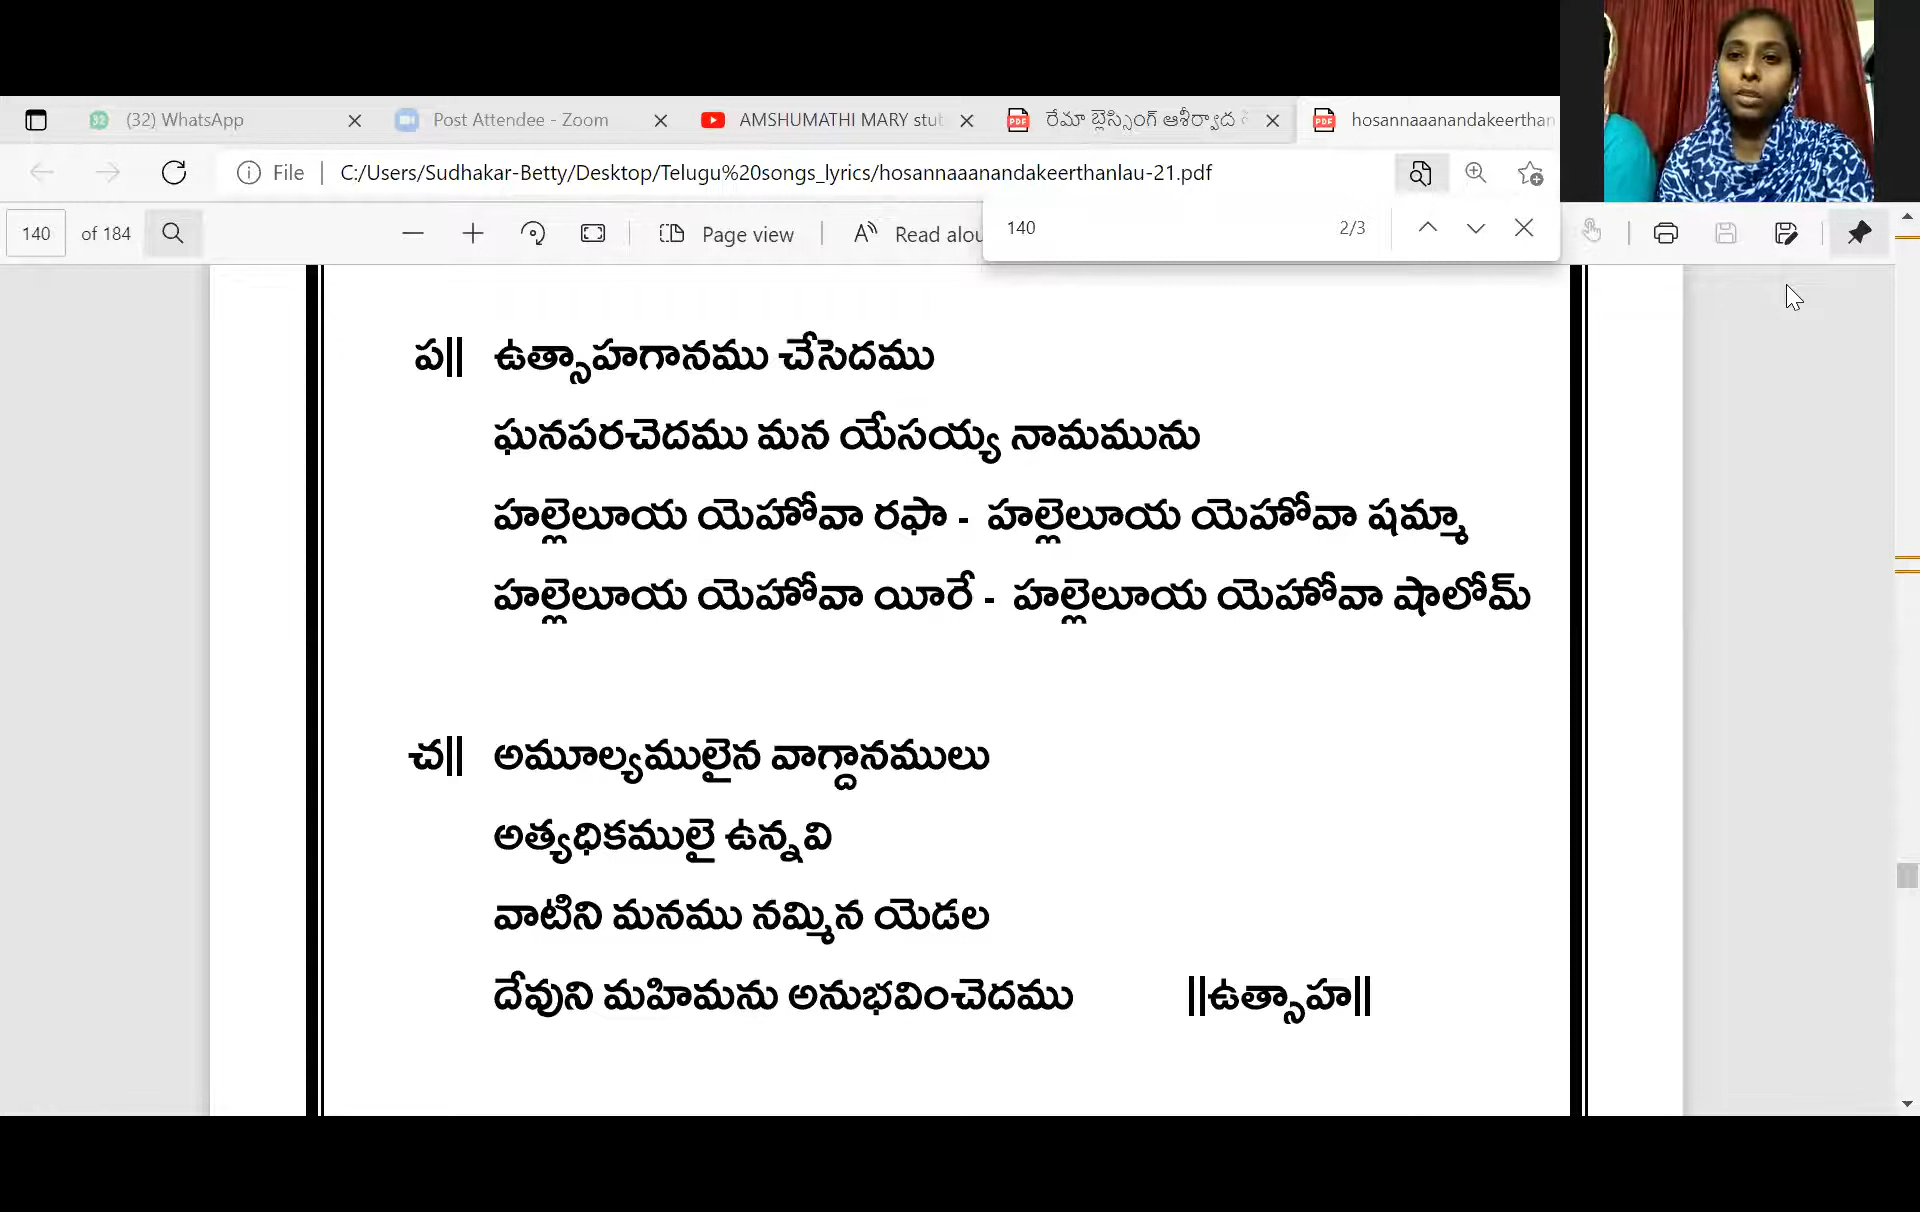 (32) WhatsApp
Post Attendee - Zoom
AMSHUMATHI MARY stut
రేమా బ్లెస్సింగ్ ఆశీర్వాద
hosannaaanandakeerthan
File
C:/Users/Sudhakar-Betty/Desktop/Telugu%20songs_lyrics/hosannaaanandakeerthanlau-21.pdf
140 of 184
Page view
Read alou
140
2/3
ప|| ఉత్సాహగానము చేసెదము
ఘనపరచెదము మన యేసయ్య నామమును
హల్లెలూయ యెహోవా రఫా - హల్లెలూయ యెహోవా షమ్మా
హల్లెలూయ యెహోవా యీరే - హల్లెలూయ యెహోవా షాలోమ్
చ|| అమూల్యములైన వాగ్దానములు
అత్యధికములై ఉన్నవి
వాటిని మనము నమ్మిన యెడల
దేవుని మహిమను అనుభవించెదము ||ఉత్సాహ||